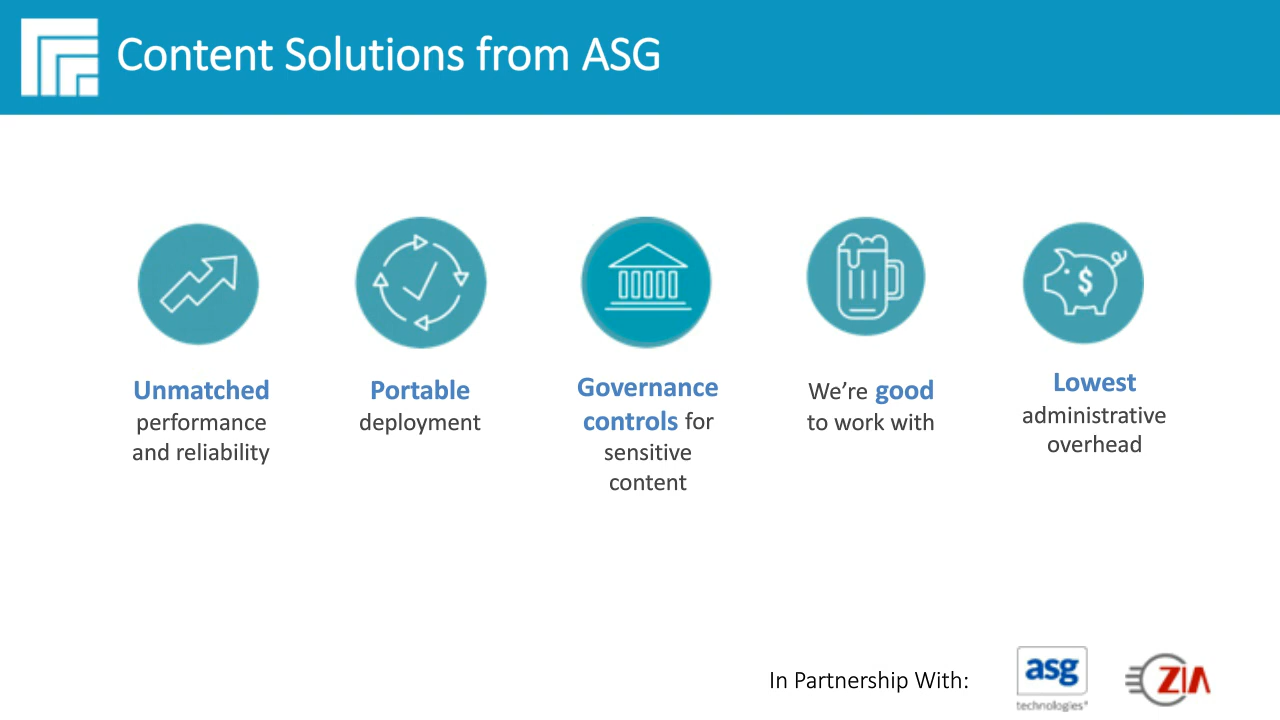 Content Solutions from ASG
Unmatched
performance
and reliability
Portable
deployment
Governance
controls for
sensitive
content
We’re good
to work with
$
Lowest
administrative
overhead
In Partnership With:
asg
technologies®
ZIA